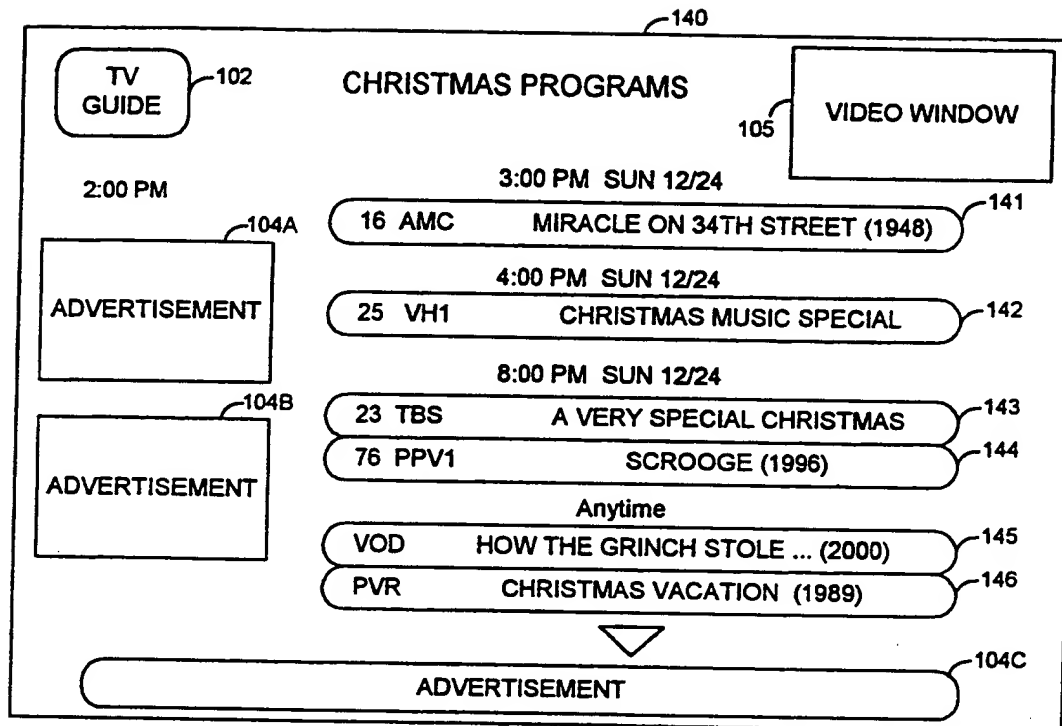 140
TV
GUIDE
102
CHRISTMAS PROGRAMS
105
VIDEO WINDOW
2:00 PM
3:00 PM SUN 12/24
141
16 AMC MIRACLE ON 34TH STREET (1948)
104A
ADVERTISEMENT
4:00 PM SUN 12/24
25 VH1 CHRISTMAS MUSIC SPECIAL
142
8:00 PM SUN 12/24
104B
ADVERTISEMENT
23 TBS A VERY SPECIAL CHRISTMAS
143
76 PPV1 SCROOGE (1996)
144
Anytime
VOD HOW THE GRINCH STOLE ... (2000)
145
PVR CHRISTMAS VACATION (1989)
146
104C
ADVERTISEMENT